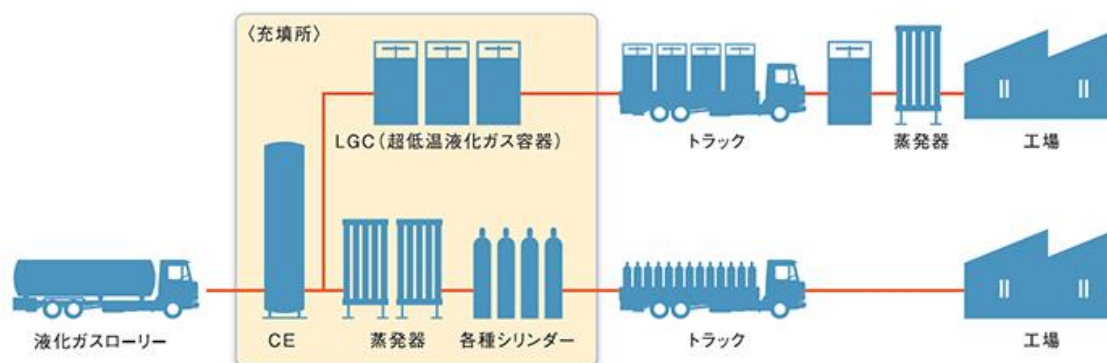 〈充填所〉
LGC(超低温液化ガス容器)
トラック
蒸発器
工場
液化ガスローリー
CE
蒸発器
各種シリンダー
トラック
工場